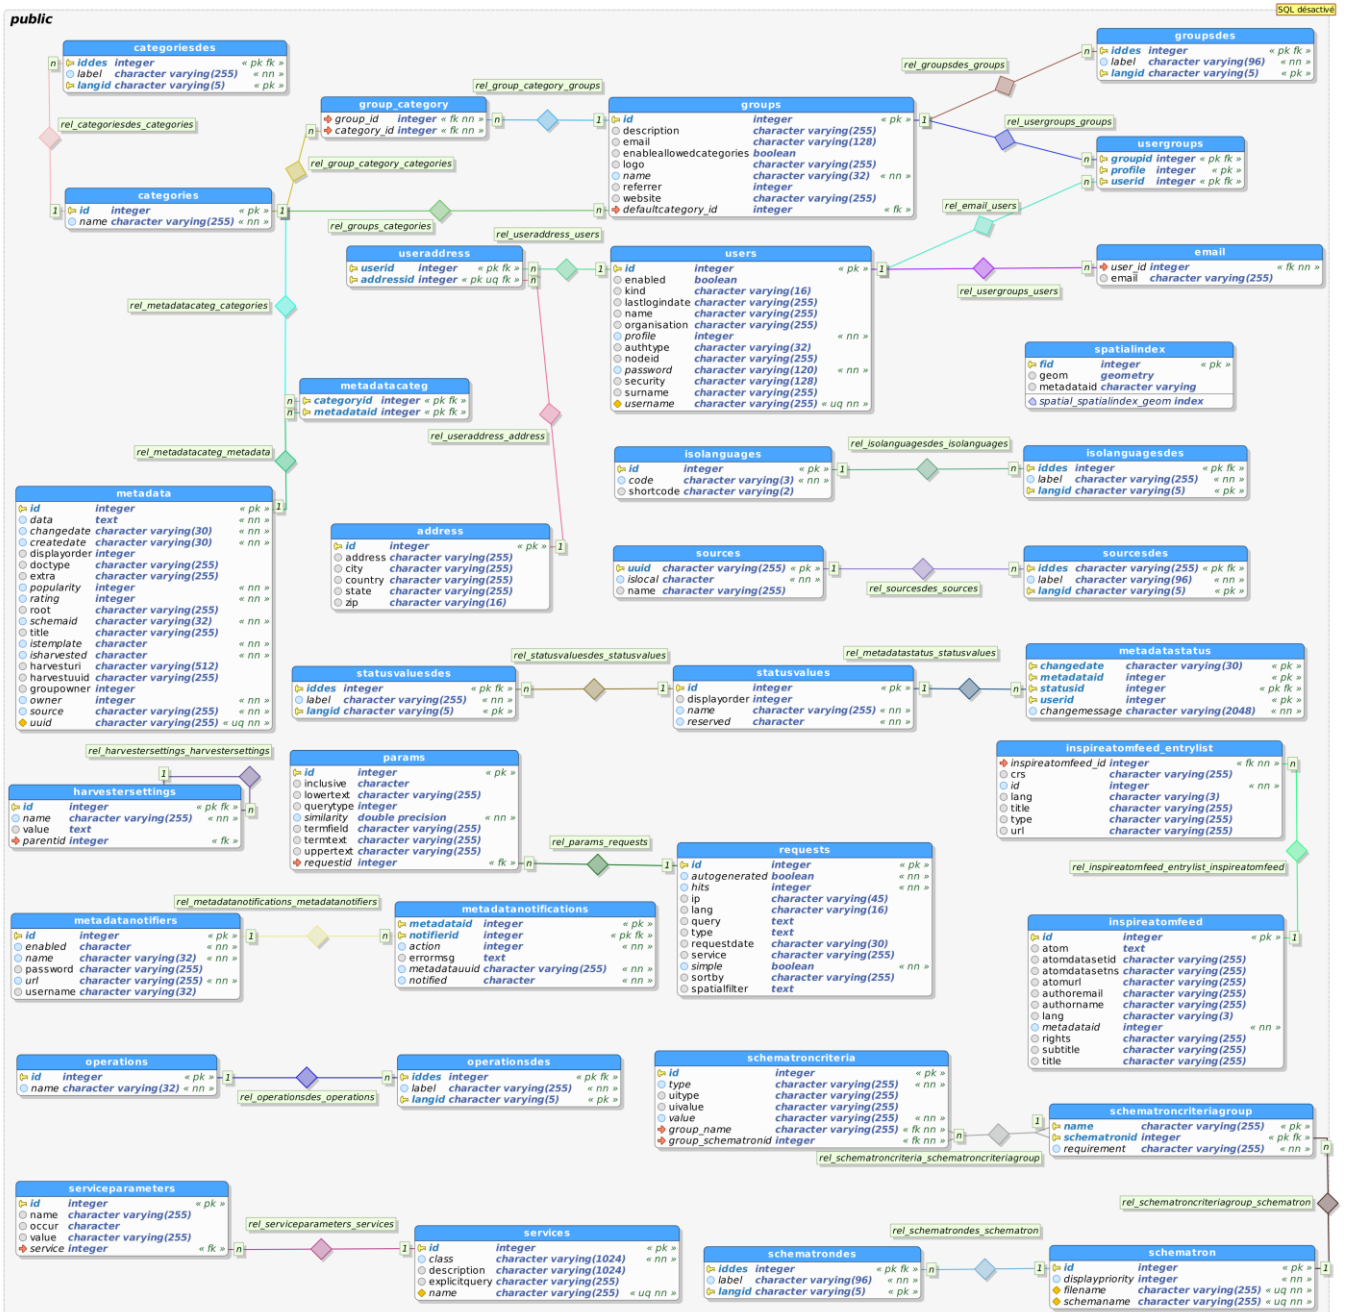 public
SQL désactivé
categoriesdes
iddes integer « pk fk »
label character varying(255) « nn »
langid character varying(5) « pk »
n
rel_categoriesdes_categories
1
categories
id integer « pk »
name character varying(255) « nn »
1
group_category
group_id integer « fk nn »
category_id integer « fk nn »
n
n
rel_group_category_groups
1
rel_group_category_categories
rel_groups_categories
n
groups
id integer « pk »
description character varying(255)
email character varying(128)
enableallowedcategories boolean
logo character varying(255)
name character varying(32) « nn »
referrer integer
website character varying(255)
defaultcategory_id integer « fk »
1
rel_groupsdes_groups
n
groupsdes
iddes integer « pk fk »
label character varying(96) « nn »
langid character varying(5) « pk »
rel_usergroups_groups
n
n
usergroups
groupid integer « pk fk »
profile integer « pk »
userid integer « pk fk »
rel_email_users
rel_useraddress_users
useraddress
userid integer « pk fk »
addressid integer « pk uq fk »
n
n
1
users
id integer « pk »
enabled boolean
kind character varying(16)
lastlogindate character varying(255)
name character varying(255)
organisation character varying(255)
profile integer « nn »
authtype character varying(32)
nodeid character varying(255)
password character varying(120) « nn »
security character varying(128)
surname character varying(255)
username character varying(255) « uq nn »
1
n
rel_usergroups_users
email
user_id integer « fk nn »
email character varying(255)
rel_metadatacateg_categories
spatialindex
fid integer « pk »
geom geometry
metadataid character varying
spatial_spatialindex_geom index
metadatacateg
categoryid integer « pk fk »
metadataid integer « pk fk »
n
n
rel_useraddress_address
rel_metadatacateg_metadata
isolanguages
id integer « pk »
code character varying(3) « nn »
shortcode character varying(2)
1
rel_isolanguagesdes_isolanguages
n
isolanguagesdes
iddes integer « pk fk »
label character varying(255) « nn »
langid character varying(5) « pk »
metadata
id integer « pk »
data text « nn »
changedate character varying(30) « nn »
createdate character varying(30) « nn »
displayorder integer
doctype character varying(255)
extra character varying(255)
popularity integer « nn »
rating integer « nn »
root character varying(255)
schemaid character varying(32) « nn »
title character varying(255)
istemplate character « nn »
isharvested character « nn »
harvesturi character varying(512)
harvestuuid character varying(255)
groupowner integer
owner integer « nn »
source character varying(255) « nn »
uuid character varying(255) « uq nn »
1
address
id integer « pk »
address character varying(255)
city character varying(255)
country character varying(255)
state character varying(255)
zip character varying(16)
1
sources
uuid character varying(255) « pk »
islocal character « nn »
name character varying(255)
1
rel_sourcesdes_sources
n
sourcesdes
iddes character varying(255) « pk fk »
label character varying(96) « nn »
langid character varying(5) « pk »
statusvaluesdes
iddes integer « pk fk »
label character varying(255) « nn »
langid character varying(5) « pk »
n
rel_statusvaluesdes_statusvalues
1
statusvalues
id integer « pk »
displayorder integer
name character varying(255) « nn »
reserved character « nn »
1
rel_metadatastatus_statusvalues
n
metadatastatus
changedate character varying(30) « pk »
metadataid integer « pk »
statusid integer « pk fk »
userid integer « pk »
changemessage character varying(2048) « nn »
rel_harvestersettings_harvestersettings
1
n
harvestersettings
id integer « pk fk »
name character varying(255) « nn »
value text
parentid integer « fk »
params
id integer « pk »
inclusive character
lowertext character varying(255)
querytype integer
similarity double precision « nn »
termfield character varying(255)
termtext character varying(255)
uppertext character varying(255)
requestid integer « fk »
n
rel_params_requests
1
requests
id integer « pk »
autogenerated boolean « nn »
hits integer « nn »
ip character varying(45)
lang character varying(16)
query text
type text
requestdate character varying(30)
service character varying(255)
simple boolean « nn »
sortby character varying(255)
spatialfilter text
inspireatomfeed_entrylist
inspireatomfeed_id integer « fk nn »
crs character varying(255)
id integer « nn »
lang character varying(3)
title character varying(255)
type character varying(255)
url character varying(255)
n
rel_inspireatomfeed_entrylist_inspireatomfeed
1
inspireatomfeed
id integer « pk »
atom text
atomdatasetid character varying(255)
atomdatasetns character varying(255)
atomurl character varying(255)
authoremail character varying(255)
authorname character varying(255)
lang character varying(3)
metadataid integer « nn »
rights character varying(255)
subtitle character varying(255)
title character varying(255)
rel_metadatanotifications_metadatanotifiers
metadatanotifiers
id integer « pk »
enabled character « nn »
name character varying(32) « nn »
password character varying(255)
url character varying(255) « nn »
username character varying(32)
1
n
metadatanotifications
metadataid integer « pk »
notifierid integer « pk fk »
action integer « nn »
errormsg text
metadatauuid character varying(255) « nn »
notified character « nn »
operations
id integer « pk »
name character varying(32) « nn »
1
rel_operationsdes_operations
n
operationsdes
iddes integer « pk fk »
label character varying(255) « nn »
langid character varying(5) « pk »
schematroncriteria
id integer « pk »
type character varying(255) « nn »
uitype character varying(255)
uivalue character varying(255)
value character varying(255) « nn »
group_name character varying(255) « fk nn »
group_schematronid integer « fk nn »
n
1
rel_schematroncriteria_schematroncriteriagroup
schematroncriteriagroup
name character varying(255) « pk »
schematronid integer « pk fk »
requirement character varying(255) « nn »
n
rel_schematroncriteriagroup_schematron
serviceparameters
id integer « pk »
name character varying(255)
occur character
value character varying(255)
service integer « fk »
n
rel_serviceparameters_services
1
services
id integer « pk »
class character varying(1024) « nn »
description character varying(1024)
explicitquery character varying(255)
name character varying(255) « uq nn »
rel_schematrondes_schematron
schematrondes
iddes integer « pk fk »
label character varying(96) « nn »
langid character varying(5) « pk »
n
1
schematron
id integer « pk »
displaypriority integer « nn »
filename character varying(255) « uq nn »
schemaname character varying(255) « uq nn »
1